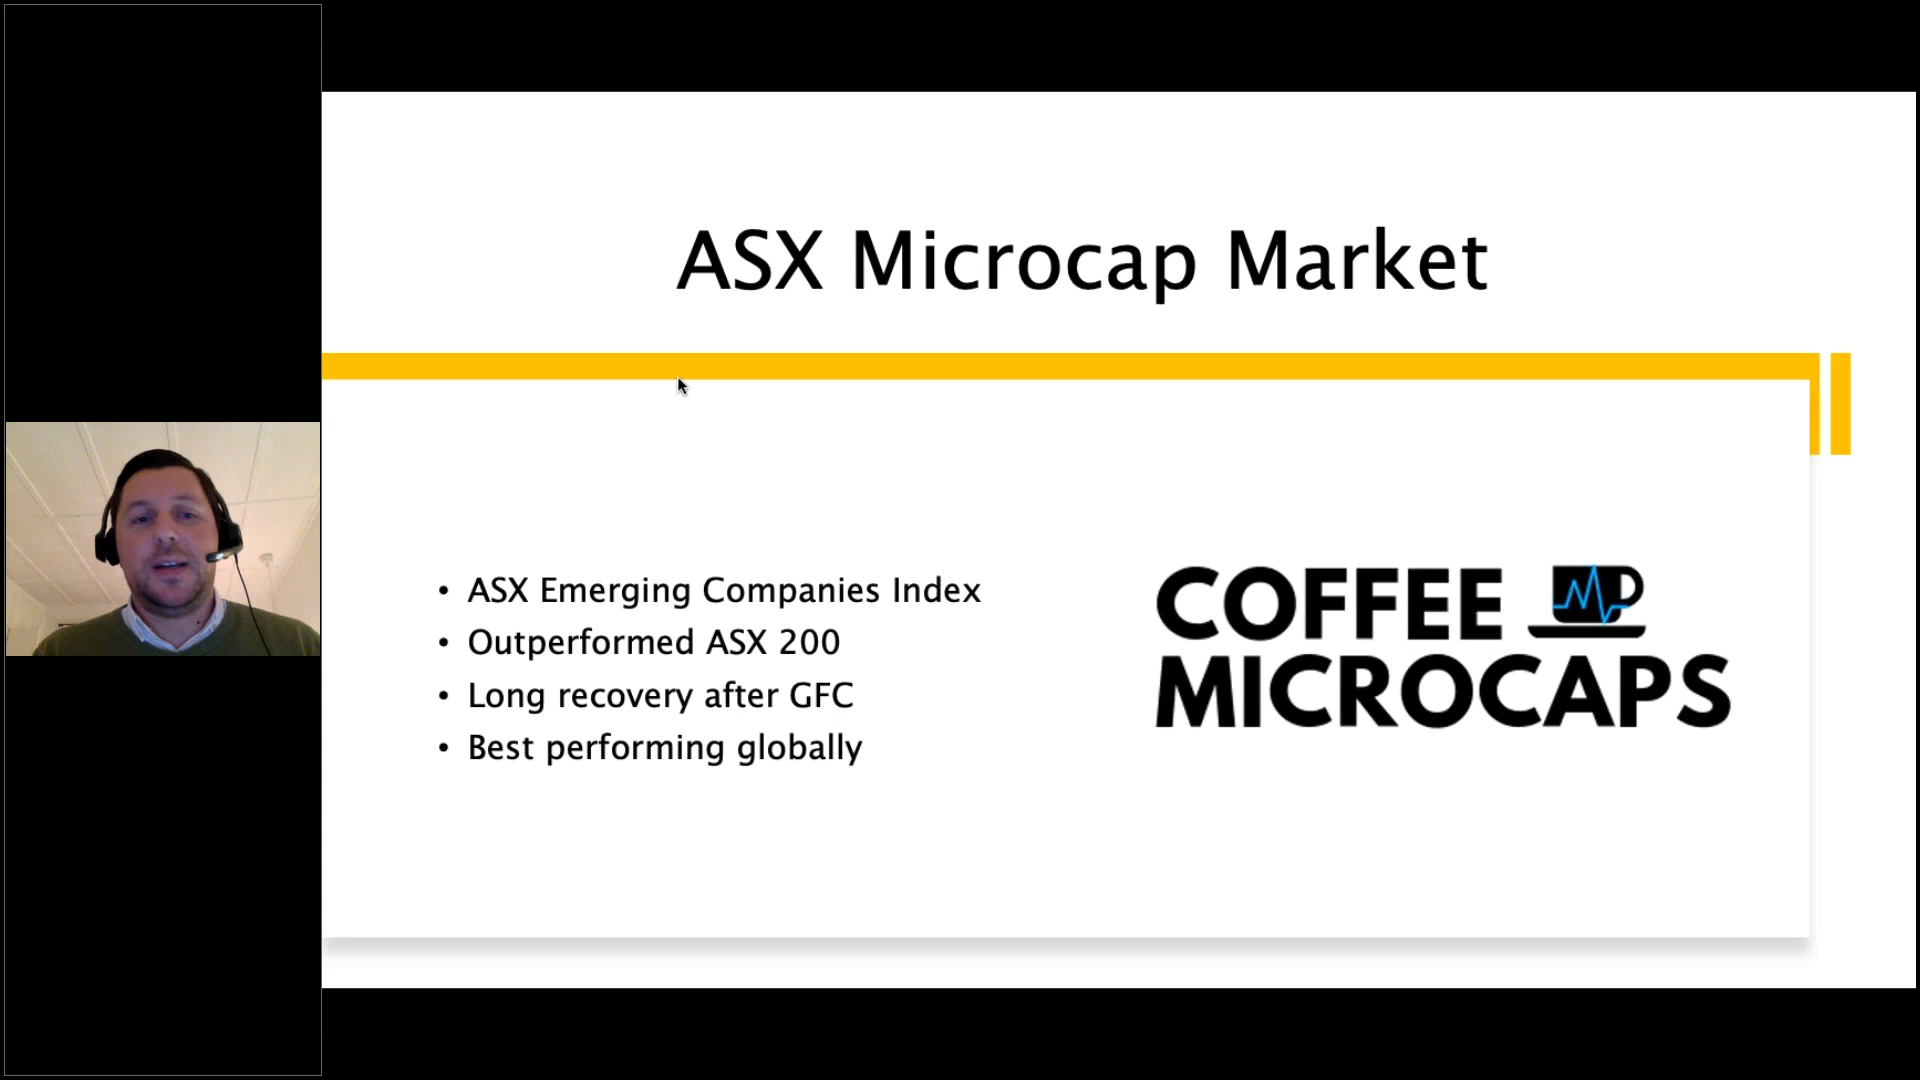 ASX Microcap Market
• ASX Emerging Companies Index
• Outperformed ASX 200
• Long recovery after GFC
• Best performing globally
COFFEE
MICROCAPS